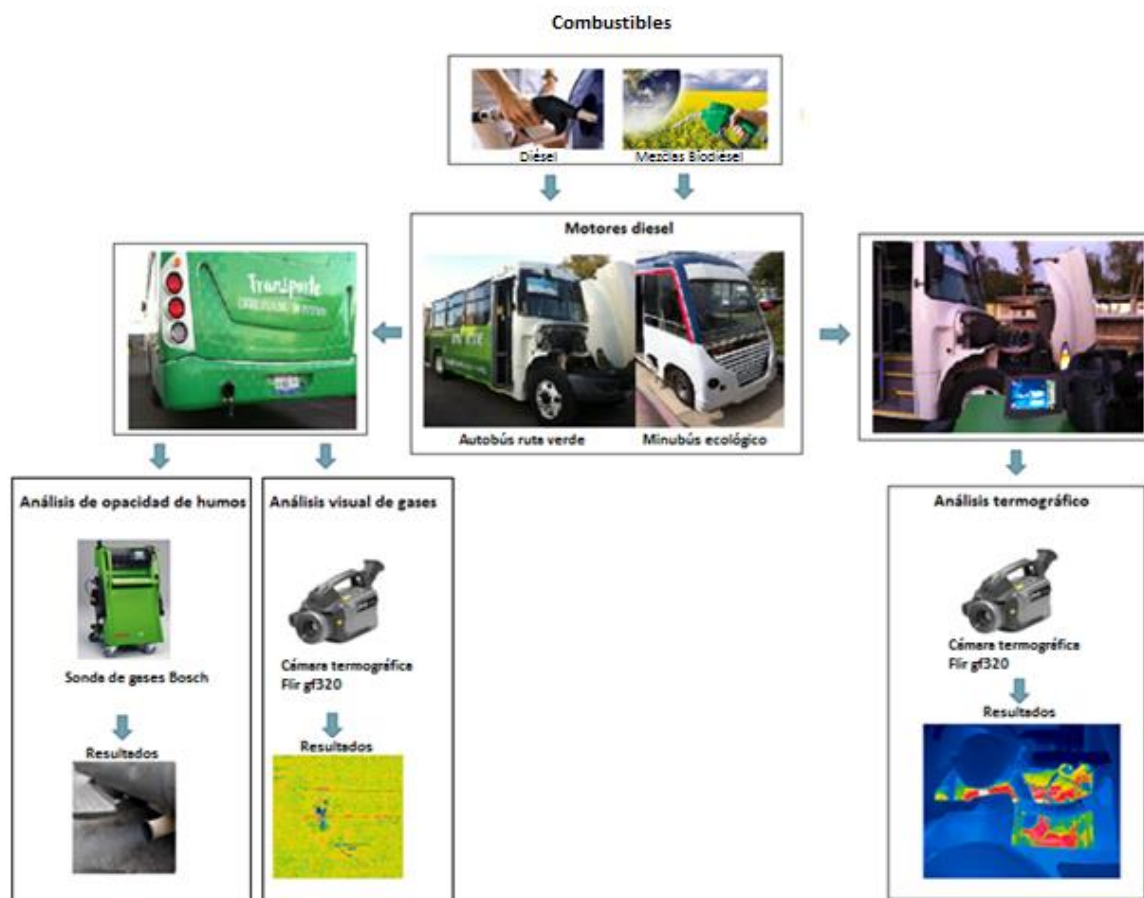 Combustibles
Diésel
Mezclas Biodiésel
Motores diesel
Transporte
Autobús ruta verde
Minubús ecológico
Análisis de opacidad de humos
Análisis visual de gases
Análisis termográfico
Sonda de gases Bosch
Cámara termográfica
Flir gf320
Cámara termográfica
Flir gf320
Resultados
Resultados
Resultados